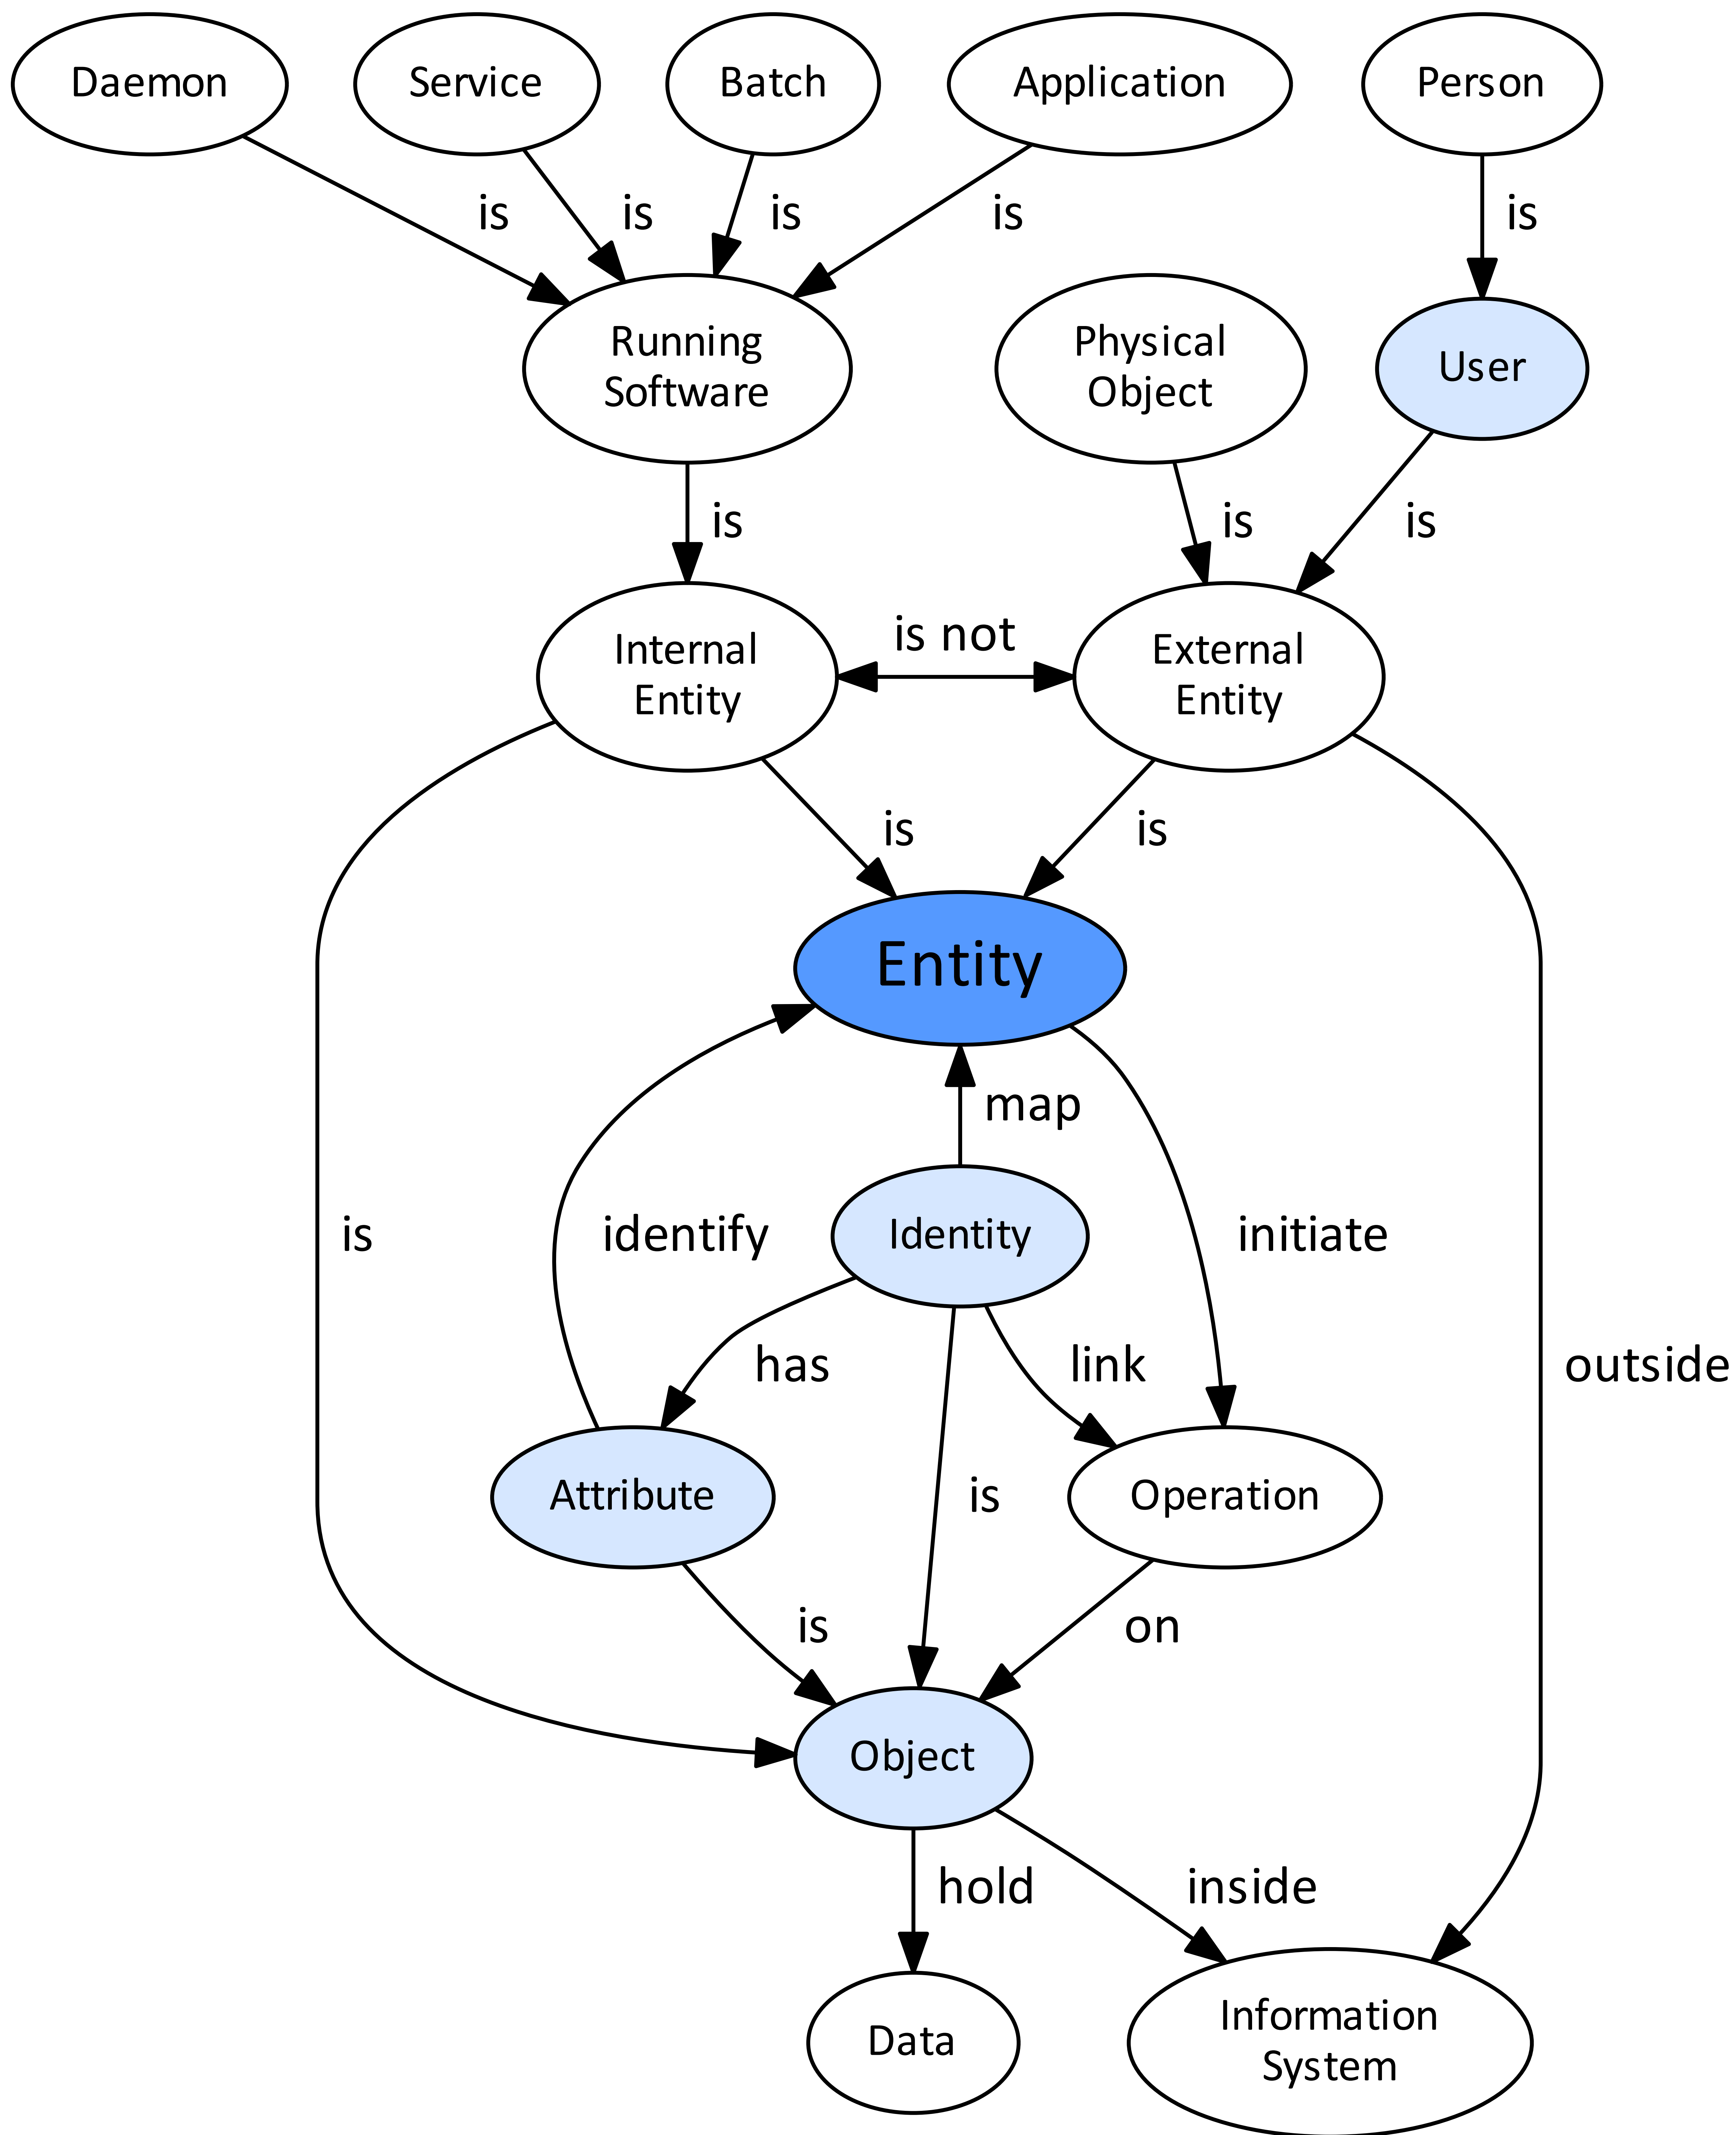 Daemon
Service
Batch
Application
Person
is
is
is
is
is
Running
Software
Physical
Object
User
is
is
is
Internal
Entity
is not
External
Entity
is
is
Entity
map
is
identify
Identity
initiate
has
link
outside
Attribute
is
Operation
is
on
Object
hold
inside
Data
Information
System